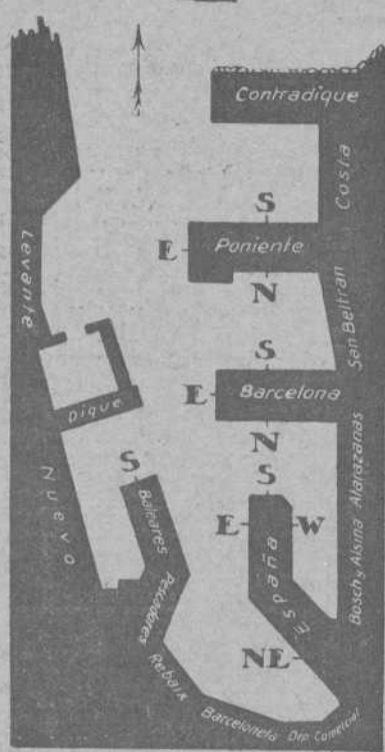 Contradique
Costa
S
E
Poniente
N
Levante
San Beltran
S
E
Barcelona
N
Dique
Bosch y Alsina
Atarazanas
Nuevo
S
Baleares
S
E
W
España
Pescadores
NE
Rebaix
Barceloneta
Dep. Comercial